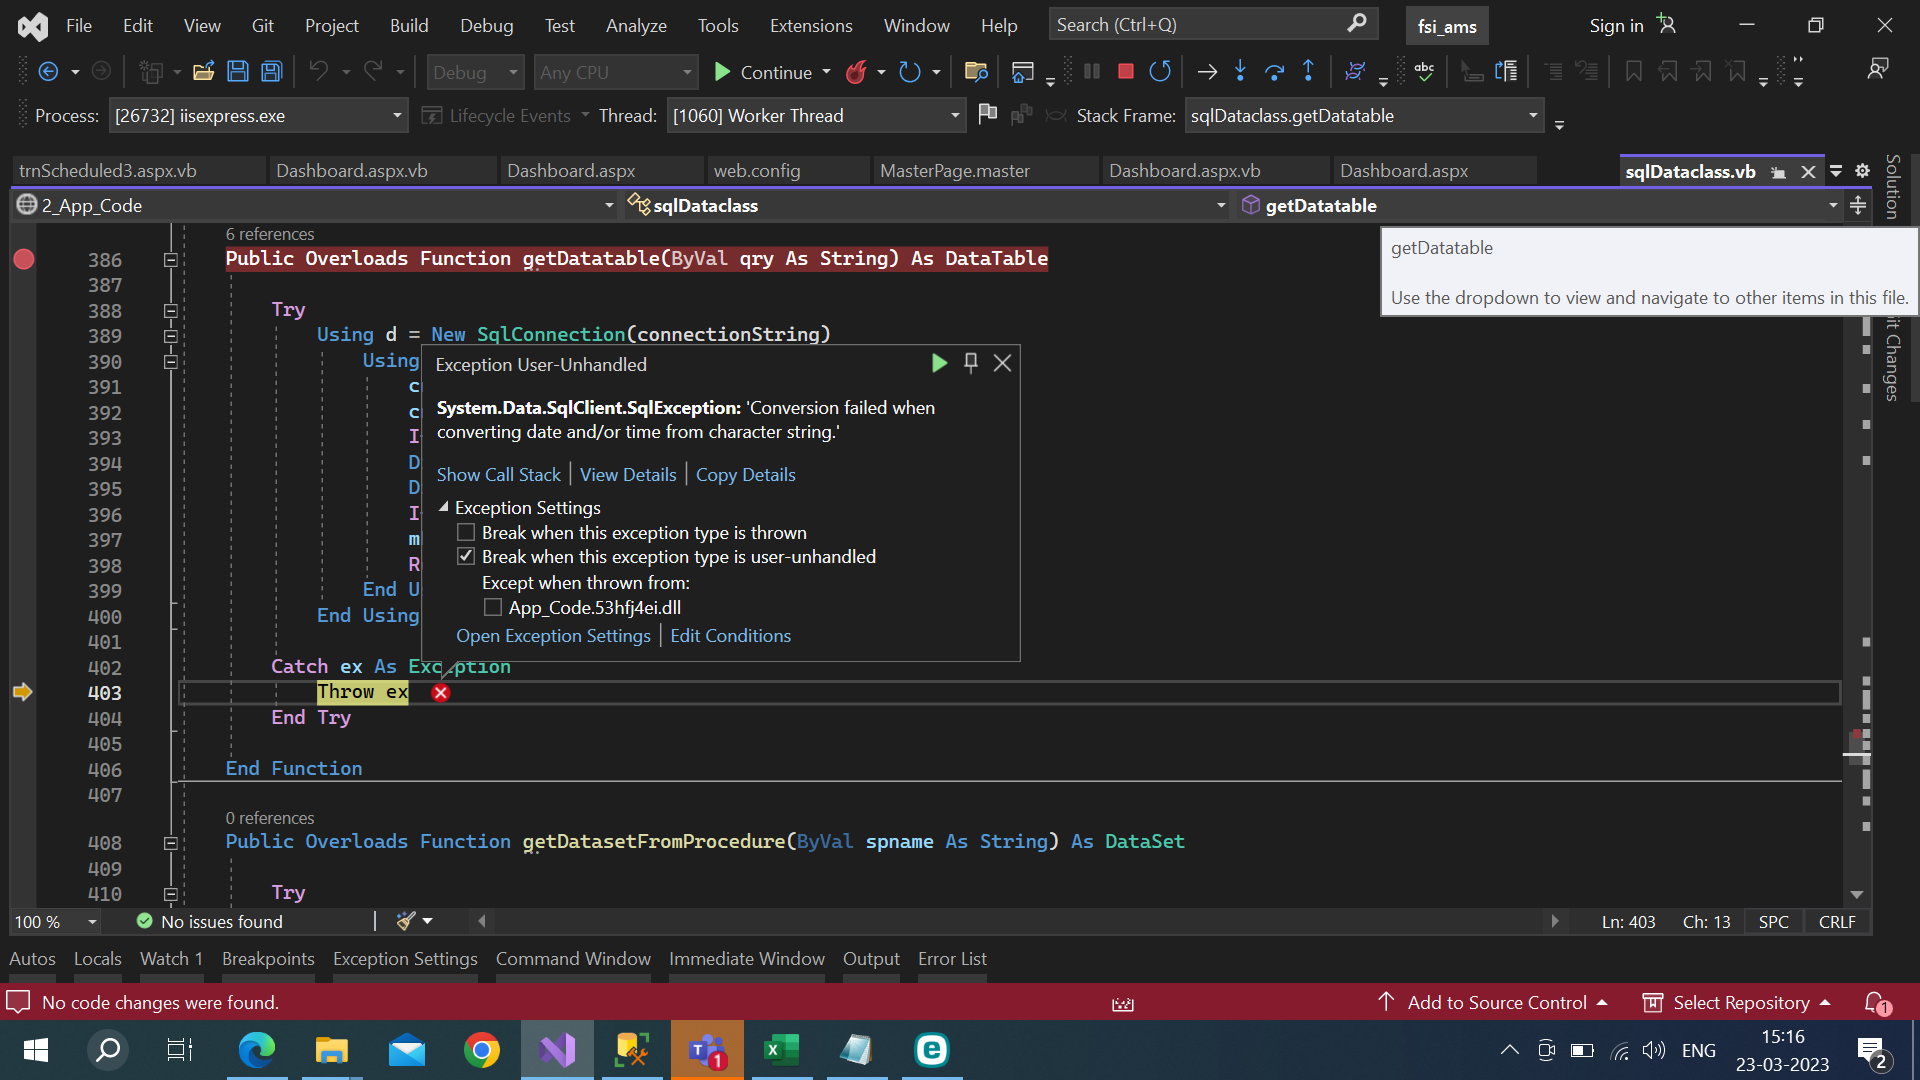 File Edit View Git Project Build Debug Test Analyze Tools Extensions Window Help Search (Ctrl+Q) fsi_ams Sign in
Debug Any CPU Continue abc
Process: [26732] iisexpress.exe Lifecycle Events Thread: [1060] Worker Thread Stack Frame: sqlDataclass.getDatatable
trnScheduled3.aspx.vb Dashboard.aspx.vb Dashboard.aspx web.config MasterPage.master Dashboard.aspx.vb Dashboard.aspx sqlDataclass.vb
2_App_Code sqlDataclass getDatatable
Solution
getDatatable
Use the dropdown to view and navigate to other items in this file.
Changes
6 references
386 Public Overloads Function getDatatable(ByVal qry As String) As DataTable
387
388 Try
389 Using d = New SqlConnection(connectionString)
390 Using
391 c
392 c
393 I
394 D
395 D
396 I
397 m
398 R
399 End U
400 End Using
401
402 Catch ex As Exception
403 Throw ex
404 End Try
405
406 End Function
407
Exception User-Unhandled
System.Data.SqlClient.SqlException: 'Conversion failed when
converting date and/or time from character string.'
Show Call Stack | View Details | Copy Details
Exception Settings
Break when this exception type is thrown
Break when this exception type is user-unhandled
Except when thrown from:
App_Code.53hfj4ei.dll
Open Exception Settings | Edit Conditions
0 references
408 Public Overloads Function getDatasetFromProcedure(ByVal spname As String) As DataSet
409
410 Try
100 % No issues found Ln: 403 Ch: 13 SPC CRLF
Autos Locals Watch 1 Breakpoints Exception Settings Command Window Immediate Window Output Error List
No code changes were found. Add to Source Control Select Repository 1
T 1 ENG 15:16
23-03-2023 2